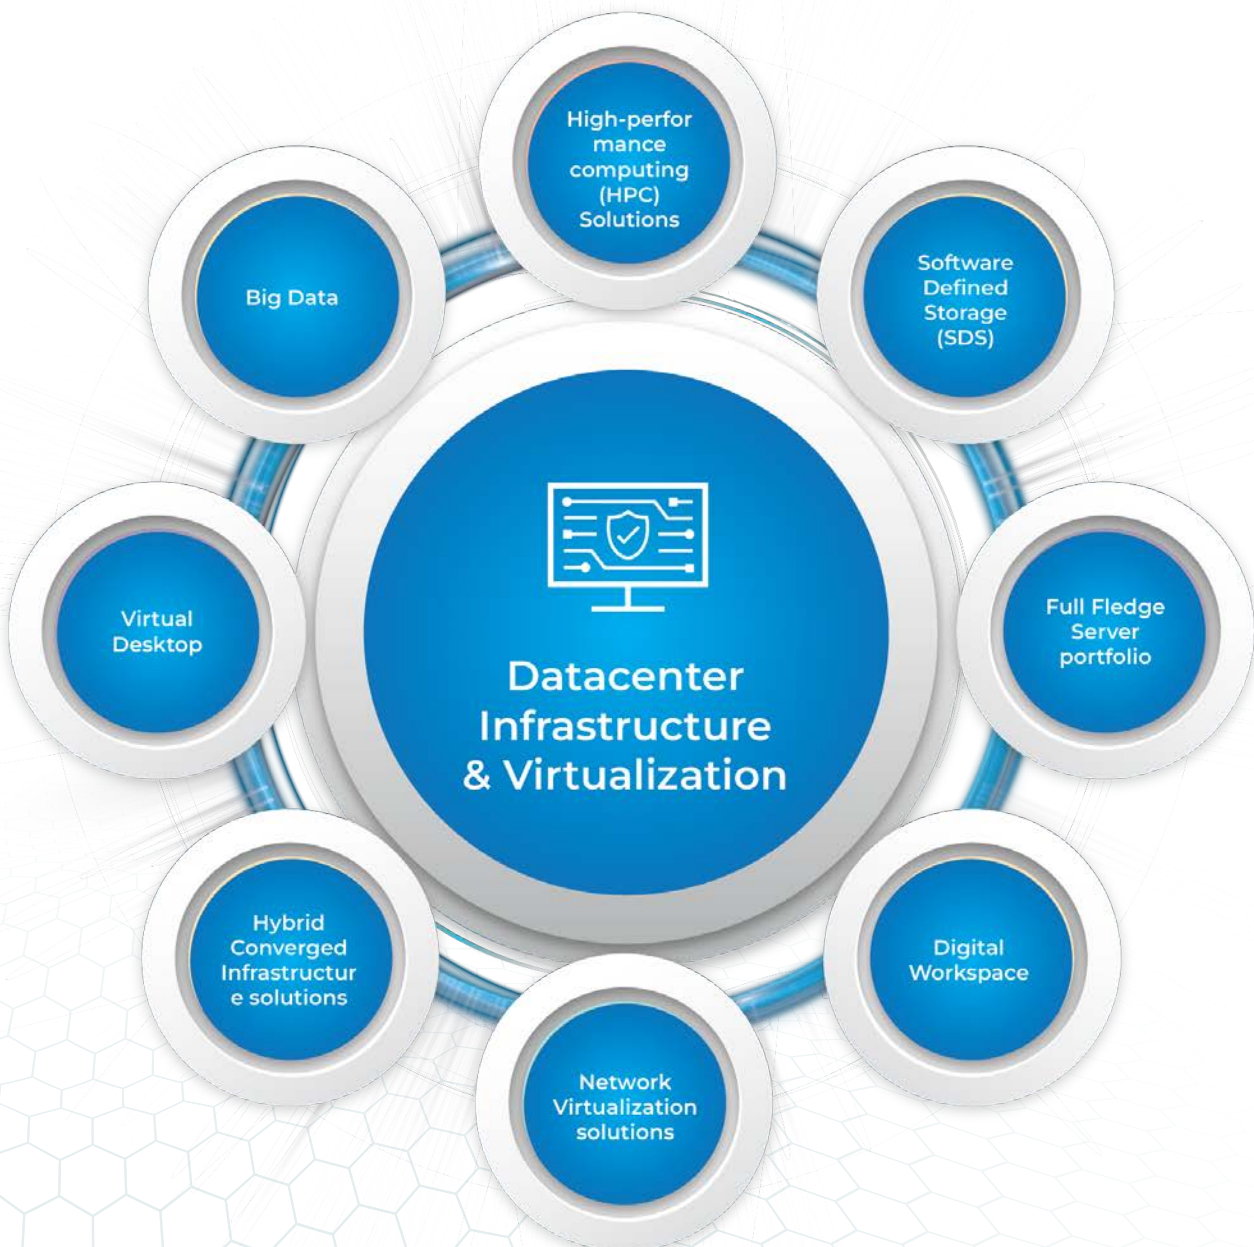 High-perfor
mance
computing
(HPC)
Solutions
Software
Defined
Storage
(SDS)
Full Fledge
Server
portfolio
Digital
Workspace
Network
Virtualization
solutions
Hybrid
Converged
Infrastructur
e solutions
Virtual
Desktop
Big Data
Datacenter
Infrastructure
& Virtualization